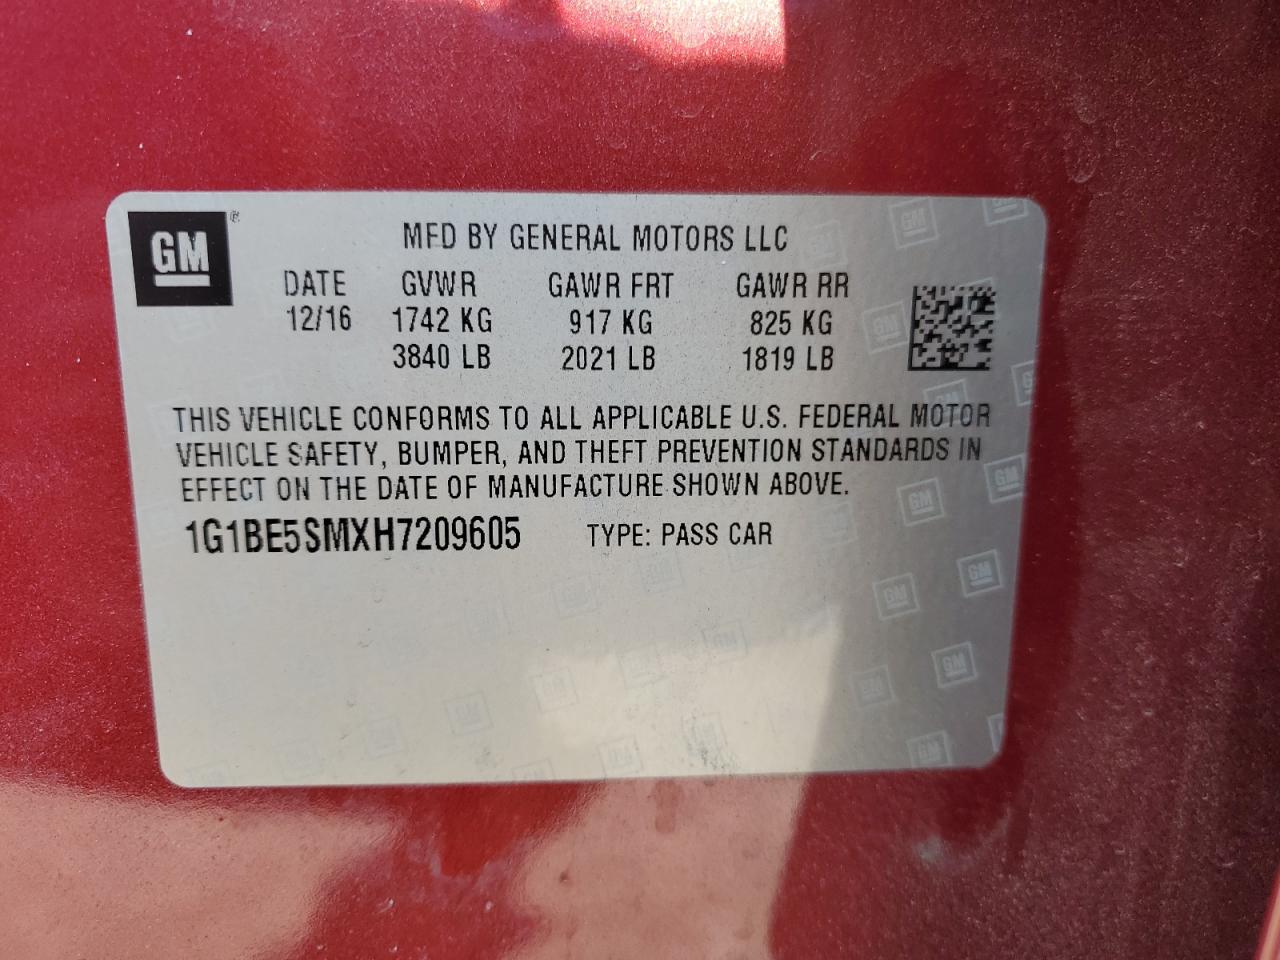 GM ®
MFD BY GENERAL MOTORS LLC
DATE GVWR GAWR FRT GAWR RR
12/16 1742 KG 917 KG 825 KG
3840 LB 2021 LB 1819 LB
THIS VEHICLE CONFORMS TO ALL APPLICABLE U.S. FEDERAL MOTOR
VEHICLE SAFETY, BUMPER, AND THEFT PREVENTION STANDARDS IN
EFFECT ON THE DATE OF MANUFACTURE SHOWN ABOVE.
1G1BE5SMXH7209605 TYPE: PASS CAR